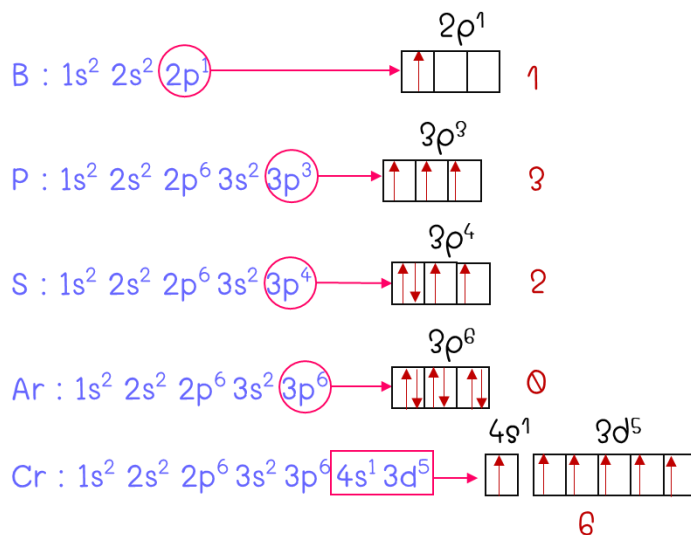 2p¹
B : 1s² 2s² 2p¹ 1
3p³
P : 1s² 2s² 2p⁶ 3s² 3p³ 3
3p⁴
S : 1s² 2s² 2p⁶ 3s² 3p⁴ 2
3p⁶
Ar : 1s² 2s² 2p⁶ 3s² 3p⁶ 0
4s¹ 3d⁵
Cr : 1s² 2s² 2p⁶ 3s² 3p⁶ 4s¹ 3d⁵
6